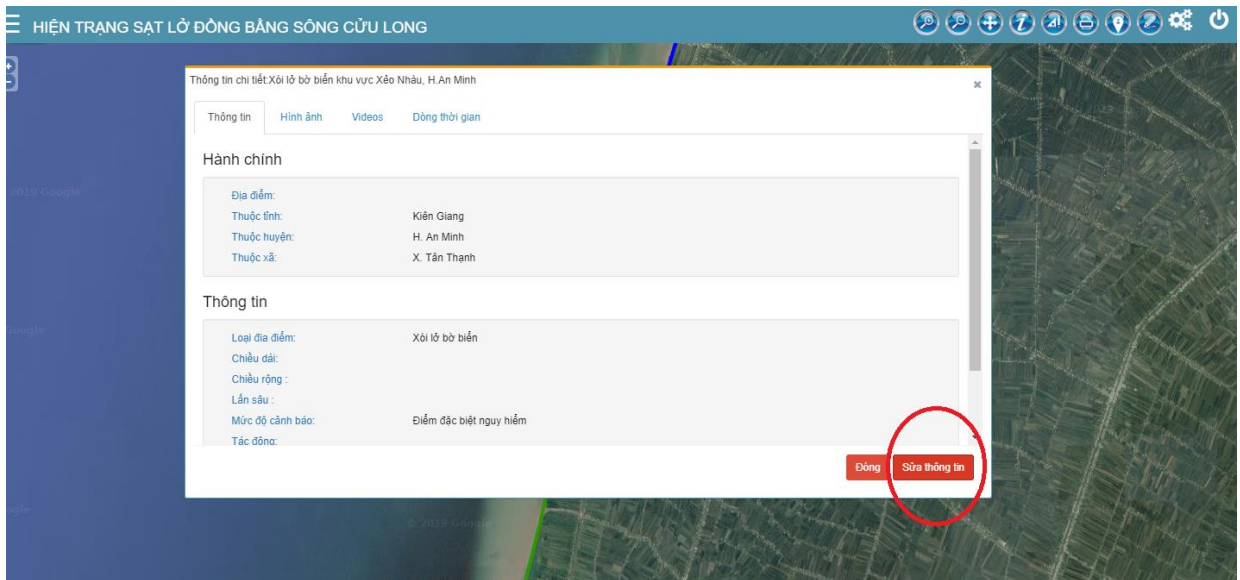 HIỆN TRẠNG SẠT LỞ ĐỒNG BẰNG SÔNG CỬU LONG
Thông tin chi tiết:Xói lở bờ biển khu vực Xẻo Nhàu, H.An Minh
Thông tin Hình ảnh Videos Dòng thời gian
Hành chính
Địa điểm:
Thuộc tỉnh: Kiên Giang
Thuộc huyện: H. An Minh
Thuộc xã: X. Tân Thạnh
2019 Google
Thông tin
Google
Loại đia điểm: Xói lở bờ biển
Chiều dài:
Chiều rộng :
Lấn sâu :
Mức độ cảnh báo: Điểm đặc biệt nguy hiểm
Tác động:
Đóng Sửa thông tin
ogle
© 2019 Google